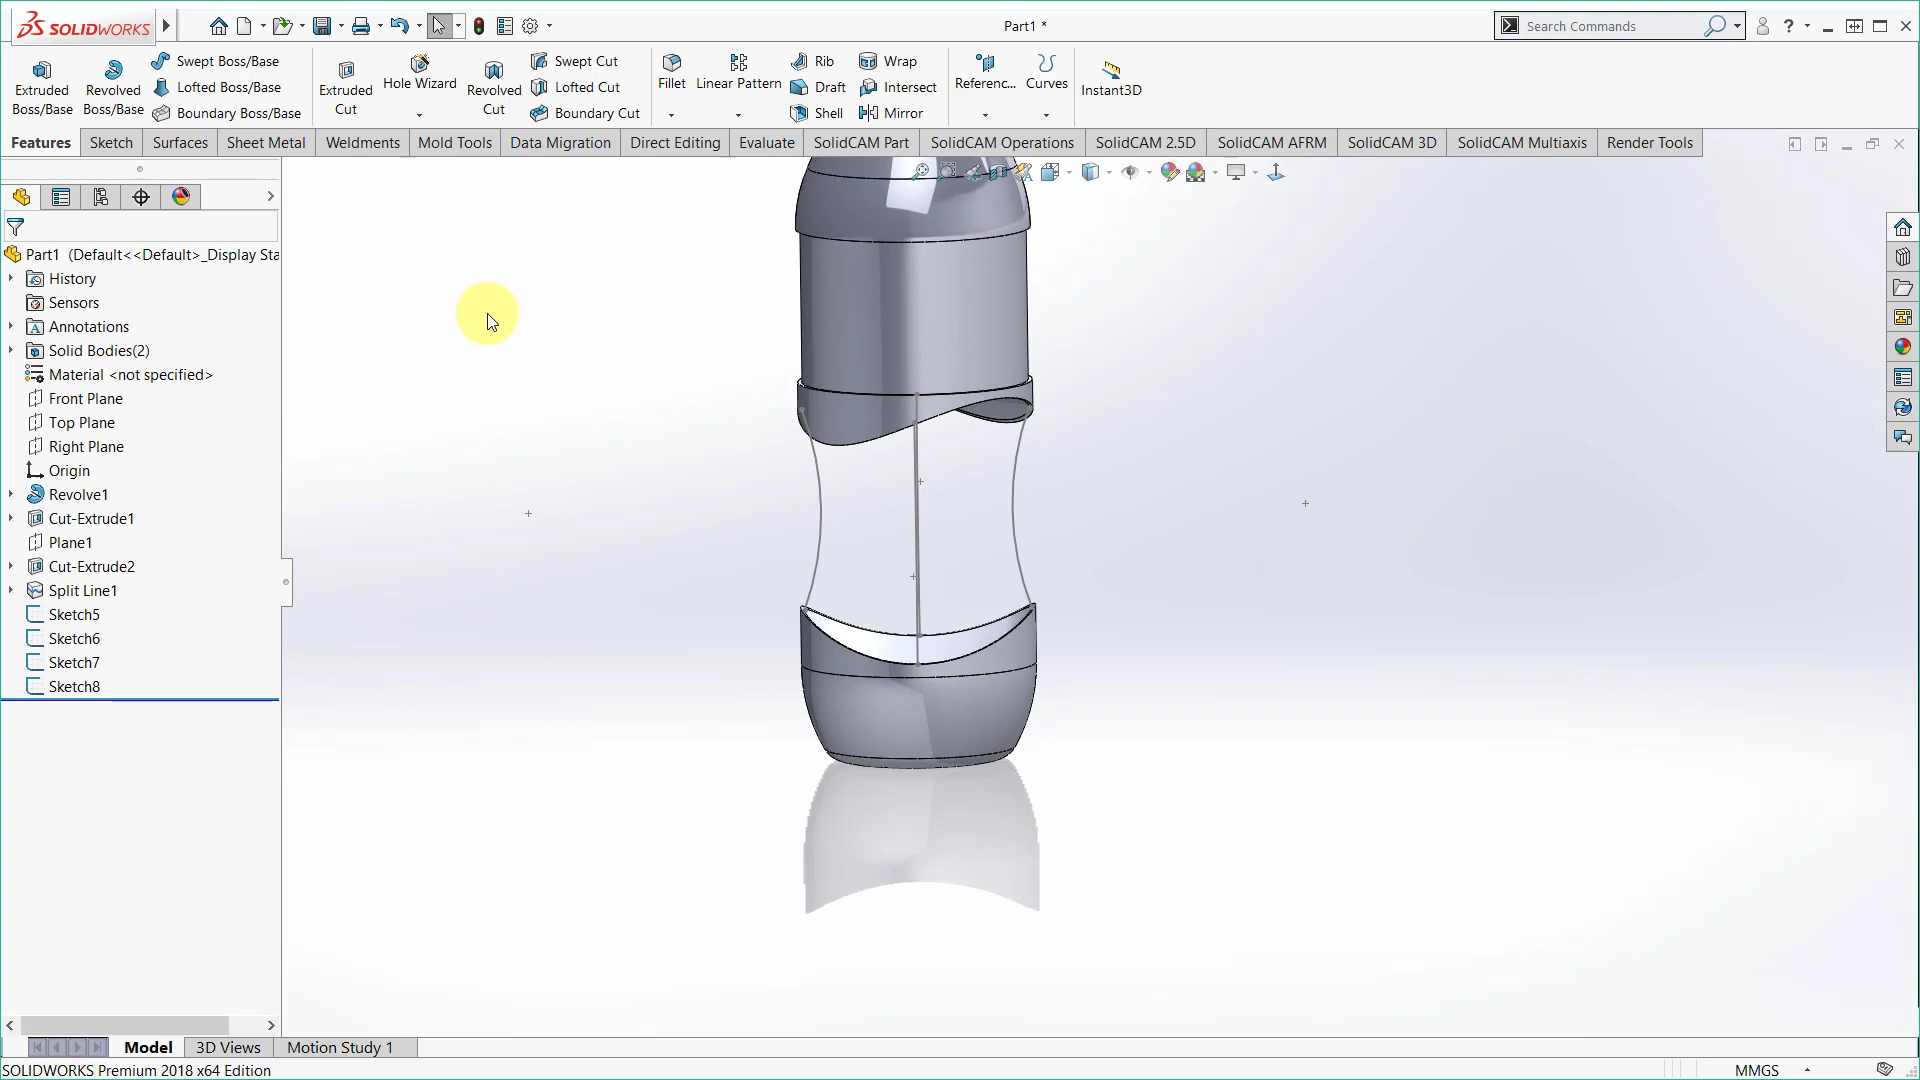 SOLIDWORKS
Part1 *
Search Commands
Extruded Boss/Base
Revolved Boss/Base
Swept Boss/Base
Lofted Boss/Base
Boundary Boss/Base
Extruded Cut
Hole Wizard
Revolved Cut
Swept Cut
Lofted Cut
Boundary Cut
Fillet
Linear Pattern
Rib
Draft
Shell
Wrap
Intersect
Mirror
Referenc...
Curves
Instant3D
Features
Sketch
Surfaces
Sheet Metal
Weldments
Mold Tools
Data Migration
Direct Editing
Evaluate
SolidCAM Part
SolidCAM Operations
SolidCAM 2.5D
SolidCAM AFRM
SolidCAM 3D
SolidCAM Multiaxis
Render Tools
Part1 (Default<<Default>_Display Sta
History
Sensors
Annotations
Solid Bodies(2)
Material <not specified>
Front Plane
Top Plane
Right Plane
Origin
Revolve1
Cut-Extrude1
Plane1
Cut-Extrude2
Split Line1
Sketch5
Sketch6
Sketch7
Sketch8
Model
3D Views
Motion Study 1
SOLIDWORKS Premium 2018 x64 Edition
MMGS